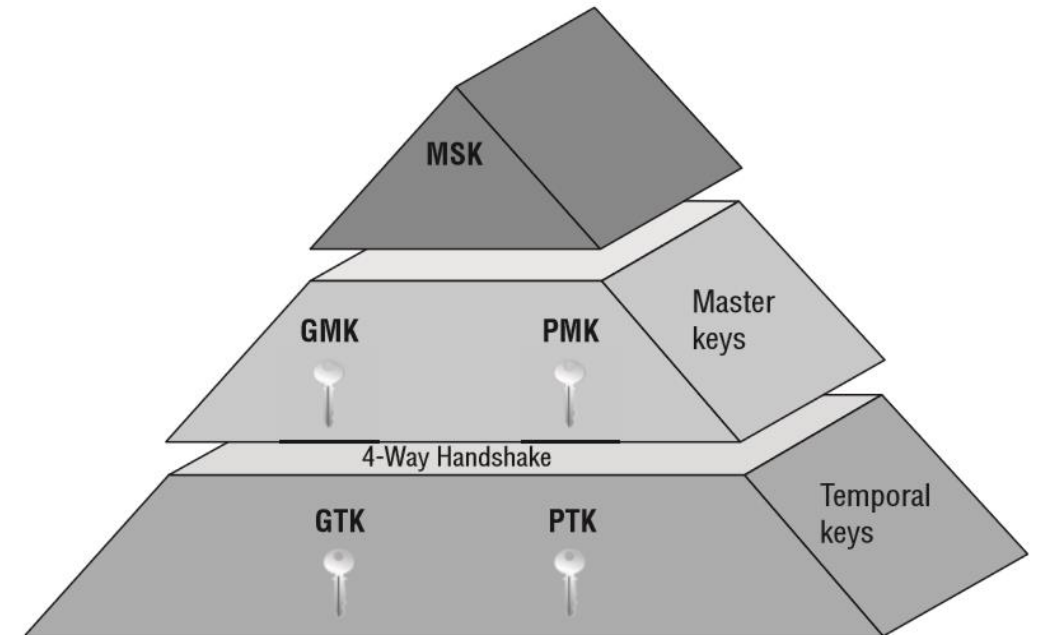 MSK
GMK
PMK
Master
keys
4-Way Handshake
GTK
PTK
Temporal
keys